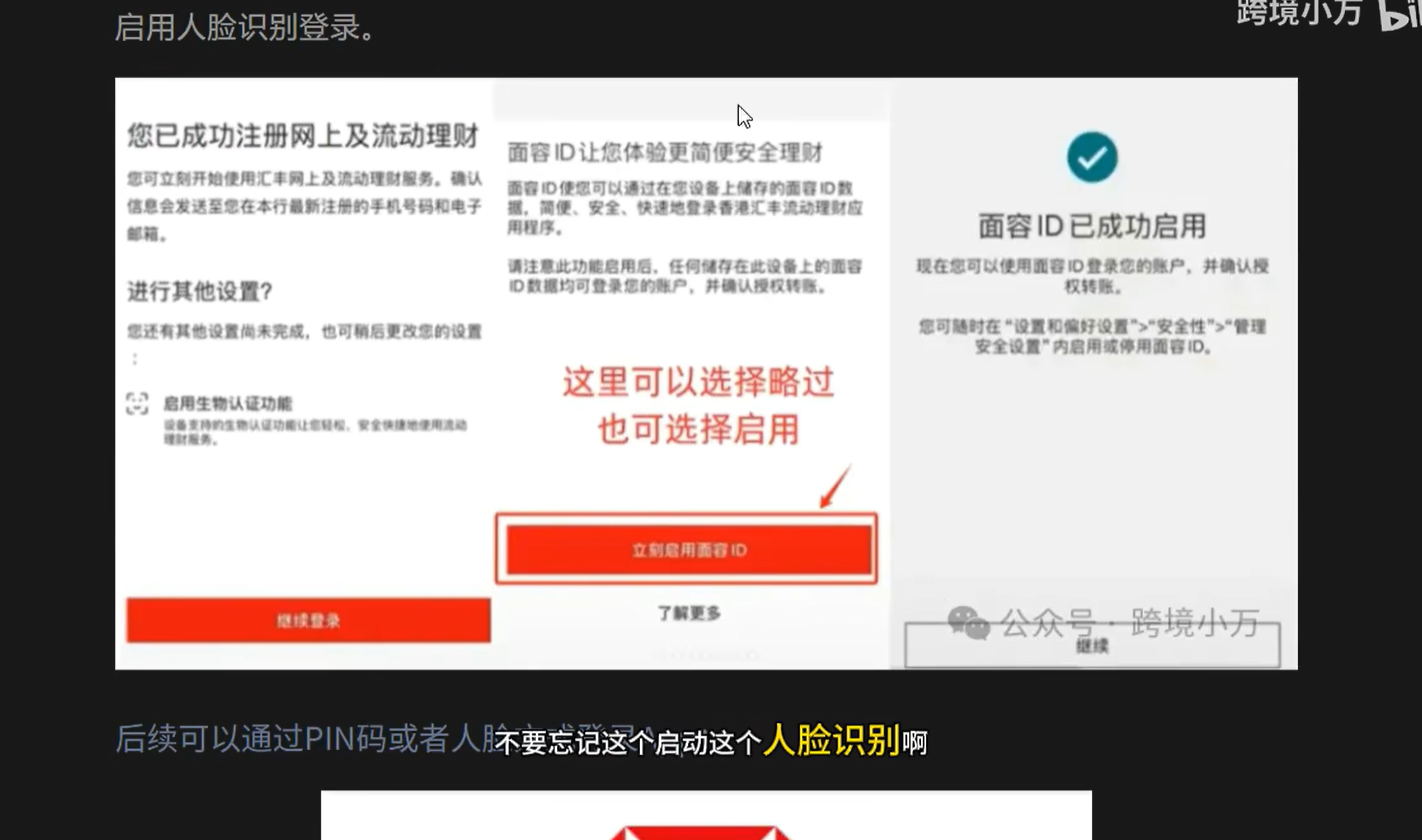 启用人脸识别登录。
跨境小万 bili
您已成功注册网上及流动理财
您可立刻开始使用汇丰网上及流动理财服务。确认
信息会发送至您在本行最新注册的手机号码和电子
邮箱。
进行其他设置?
您还有其他设置尚未完成，也可稍后更改您的设置
：
启用生物认证功能
设备支持的生物认证功能让您轻松、安全快捷地使用流动
理财服务。
继续登录
面容ID让您体验更简便安全理财
面容ID使您可以通过在您设备上储存的面容ID数
据，简便、安全、快速地登录香港汇丰流动理财应
用程序。
请注意此功能启用后，任何储存在此设备上的面容
ID数据均可登录您的账户，并确认授权转账。
这里可以选择略过
也可选择启用
立刻启用面容ID
了解更多
面容ID已成功启用
现在您可以使用面容ID登录您的账户，并确认授
权转账。
您可随时在“设置和偏好设置”>“安全性”>“管理
安全设置”内启用或停用面容ID。
公众号·跨境小万
继续
后续可以通过PIN码或者人脸
不要忘记这个启动这个人脸识别啊